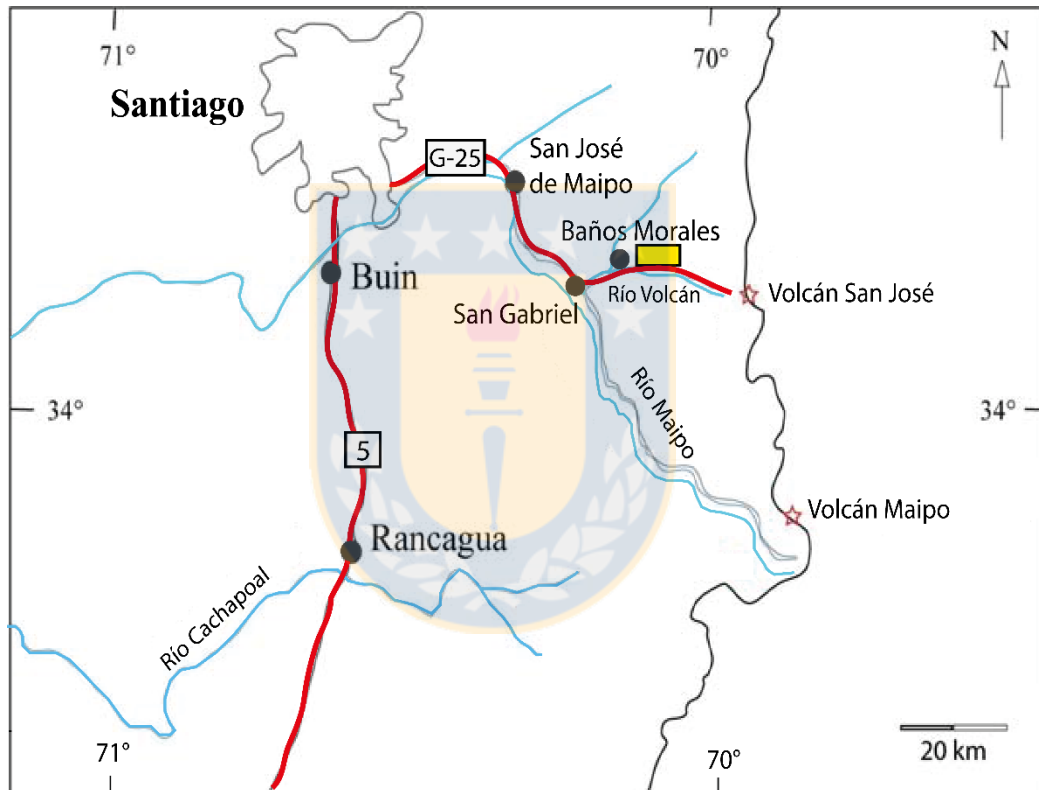 71°
70°
N
Santiago
G-25
San José
de Maipo
Baños Morales
Buin
Río Volcán
Volcán San José
San Gabriel
34°
34°
Río Maipo
5
Volcán Maipo
Rancagua
Río Cachapoal
71°
70°
20 km